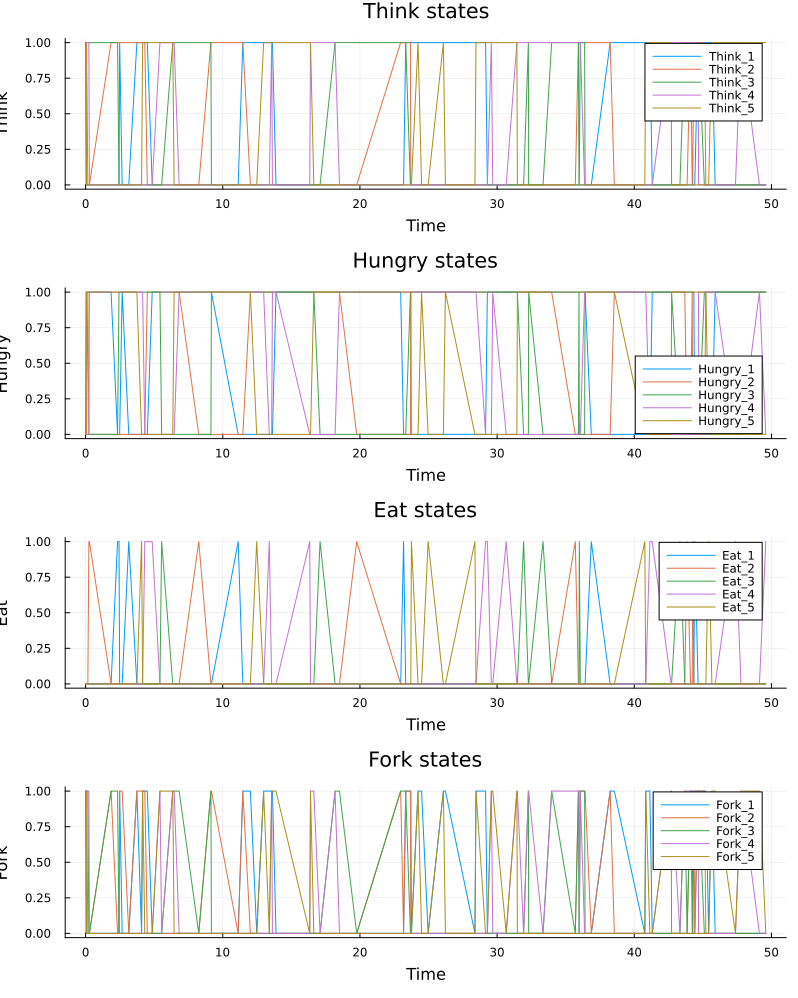 Think states
Think
1.00
0.75
0.50
0.25
0.00
Think_1
Think_2
Think_3
Think_4
Think_5
0 10 20 30 40 50
Time
Hungry states
Hungry
1.00
0.75
0.50
0.25
0.00
Hungry_1
Hungry_2
Hungry_3
Hungry_4
Hungry_5
0 10 20 30 40 50
Time
Eat states
Eat
1.00
0.75
0.50
0.25
0.00
Eat_1
Eat_2
Eat_3
Eat_4
Eat_5
0 10 20 30 40 50
Time
Fork states
Fork
1.00
0.75
0.50
0.25
0.00
Fork_1
Fork_2
Fork_3
Fork_4
Fork_5
0 10 20 30 40 50
Time